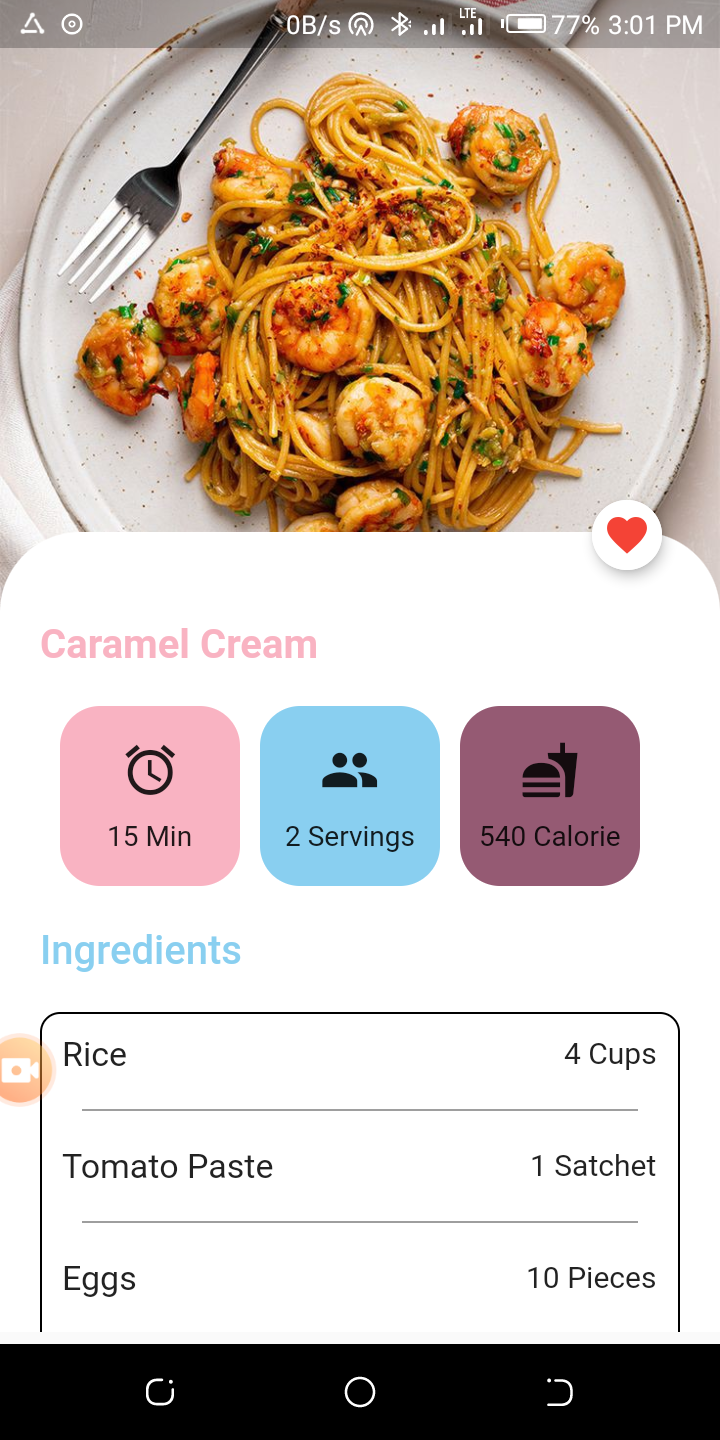 0B/s LTE 77% 3:01 PM
Caramel Cream
15 Min
2 Servings
540 Calorie
Ingredients
Rice 4 Cups
Tomato Paste 1 Satchet
Eggs 10 Pieces